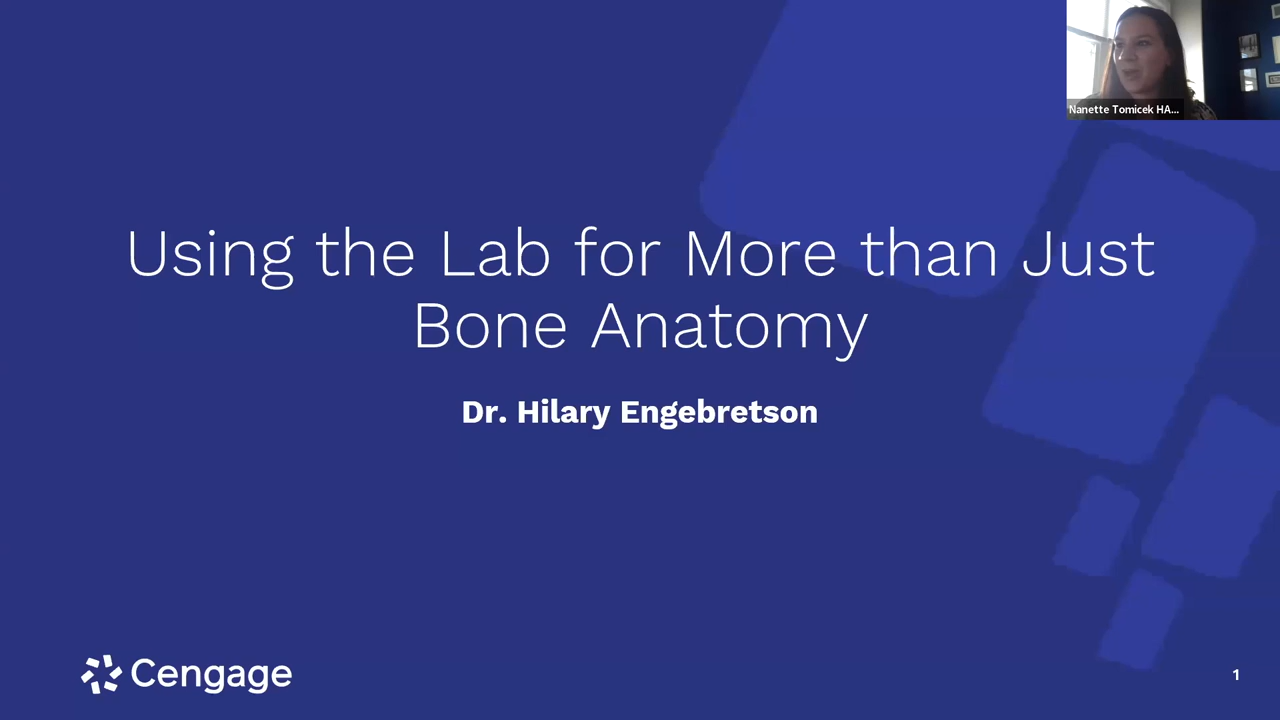 Nanette Tomicek HA...
Using the Lab for More than Just
Bone Anatomy
Dr. Hilary Engebretson
Cengage
1